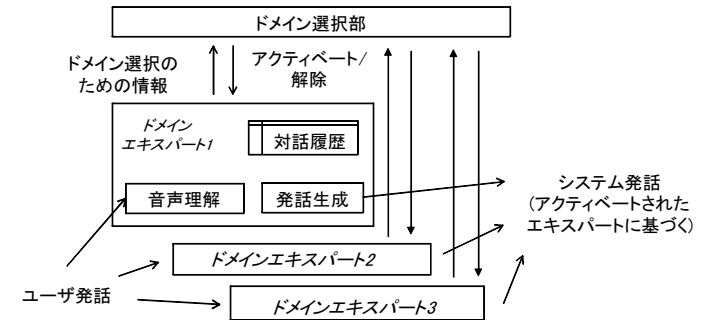 ドメイン選択部
ドメイン選択の
ための情報
アクティベート/
解除
ドメイン
エキスパート1
対話履歴
音声理解
発話生成
システム発話
(アクティベートされた
エキスパートに基づく)
ドメインエキスパート2
ユーザ発話
ドメインエキスパート3